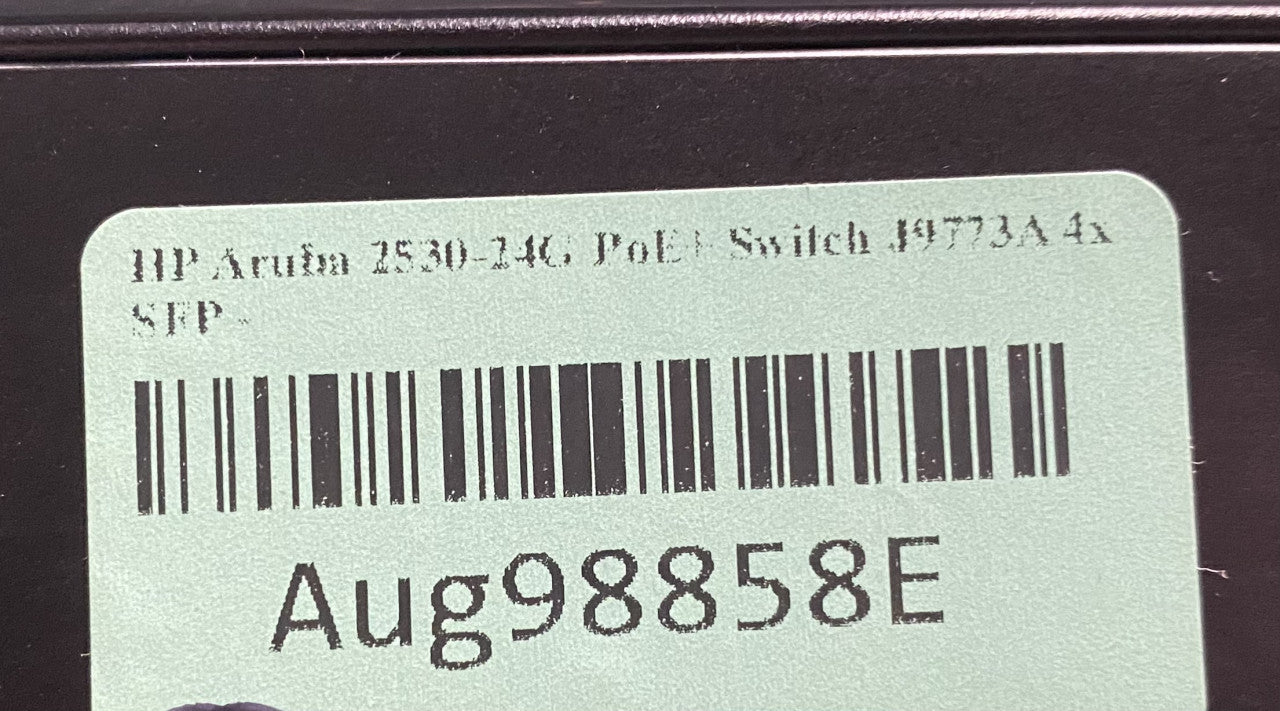 HP Aruba 2530-24G PoE+ Switch J9773A 4x
SFP -
Aug98858E